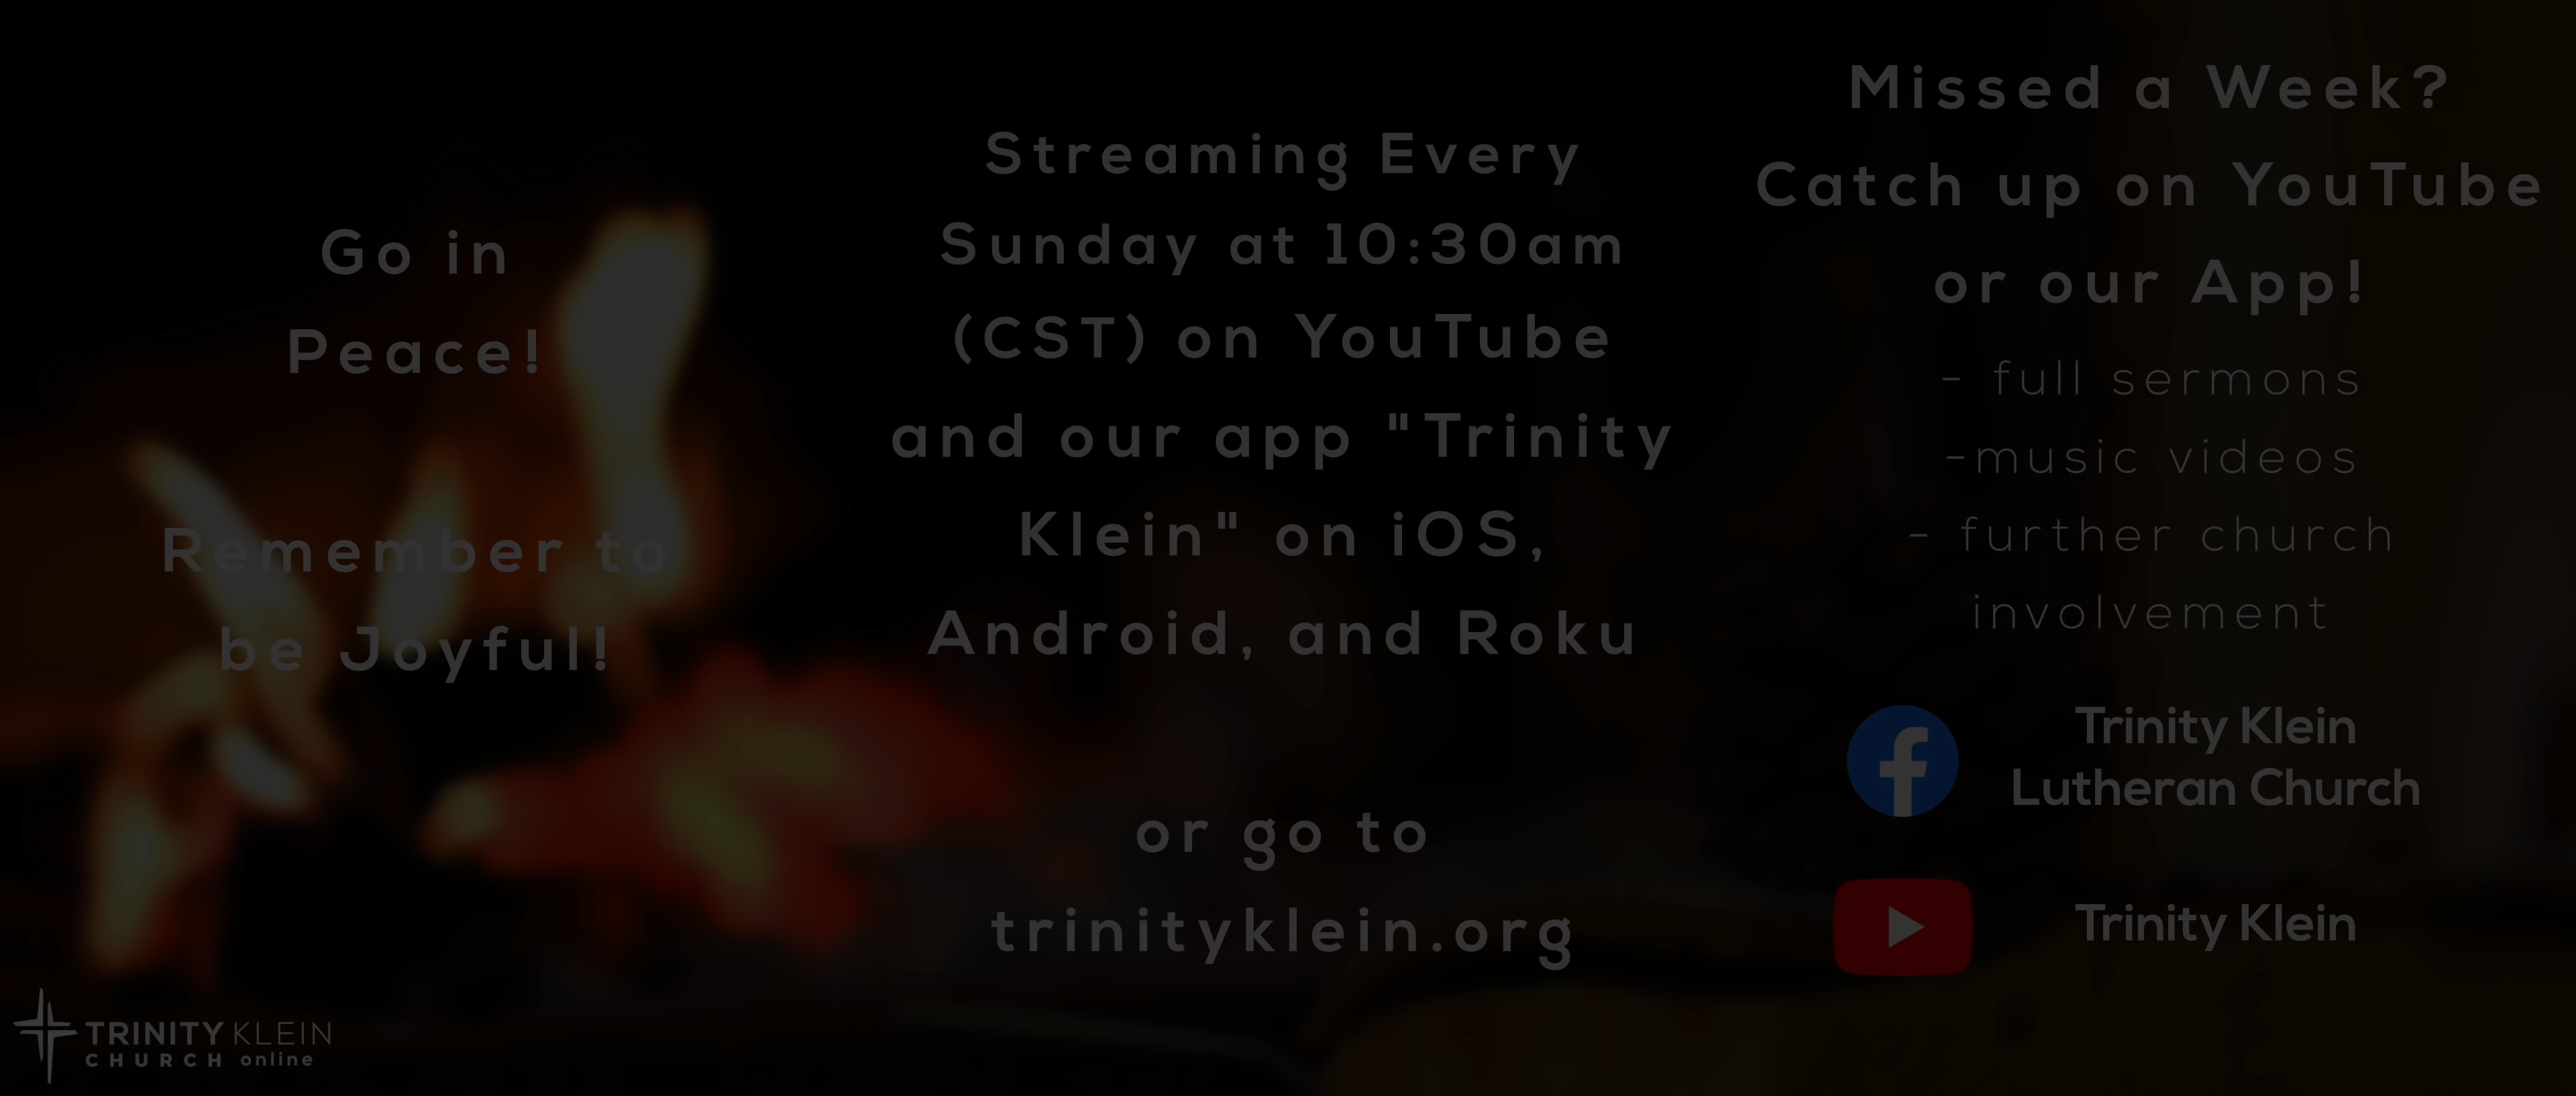 Go in
Peace!
Remember to
be Joyful!
Streaming Every
Sunday at 10:30am
(CST) on YouTube
and our app "Trinity
Klein" on iOS,
Android, and Roku
or go to
trinityklein.org
Missed a Week?
Catch up on YouTube
or our App!
- full sermons
-music videos
- further church
involvement
Trinity Klein
Lutheran Church
Trinity Klein
TRINITY KLEIN
CHURCH online